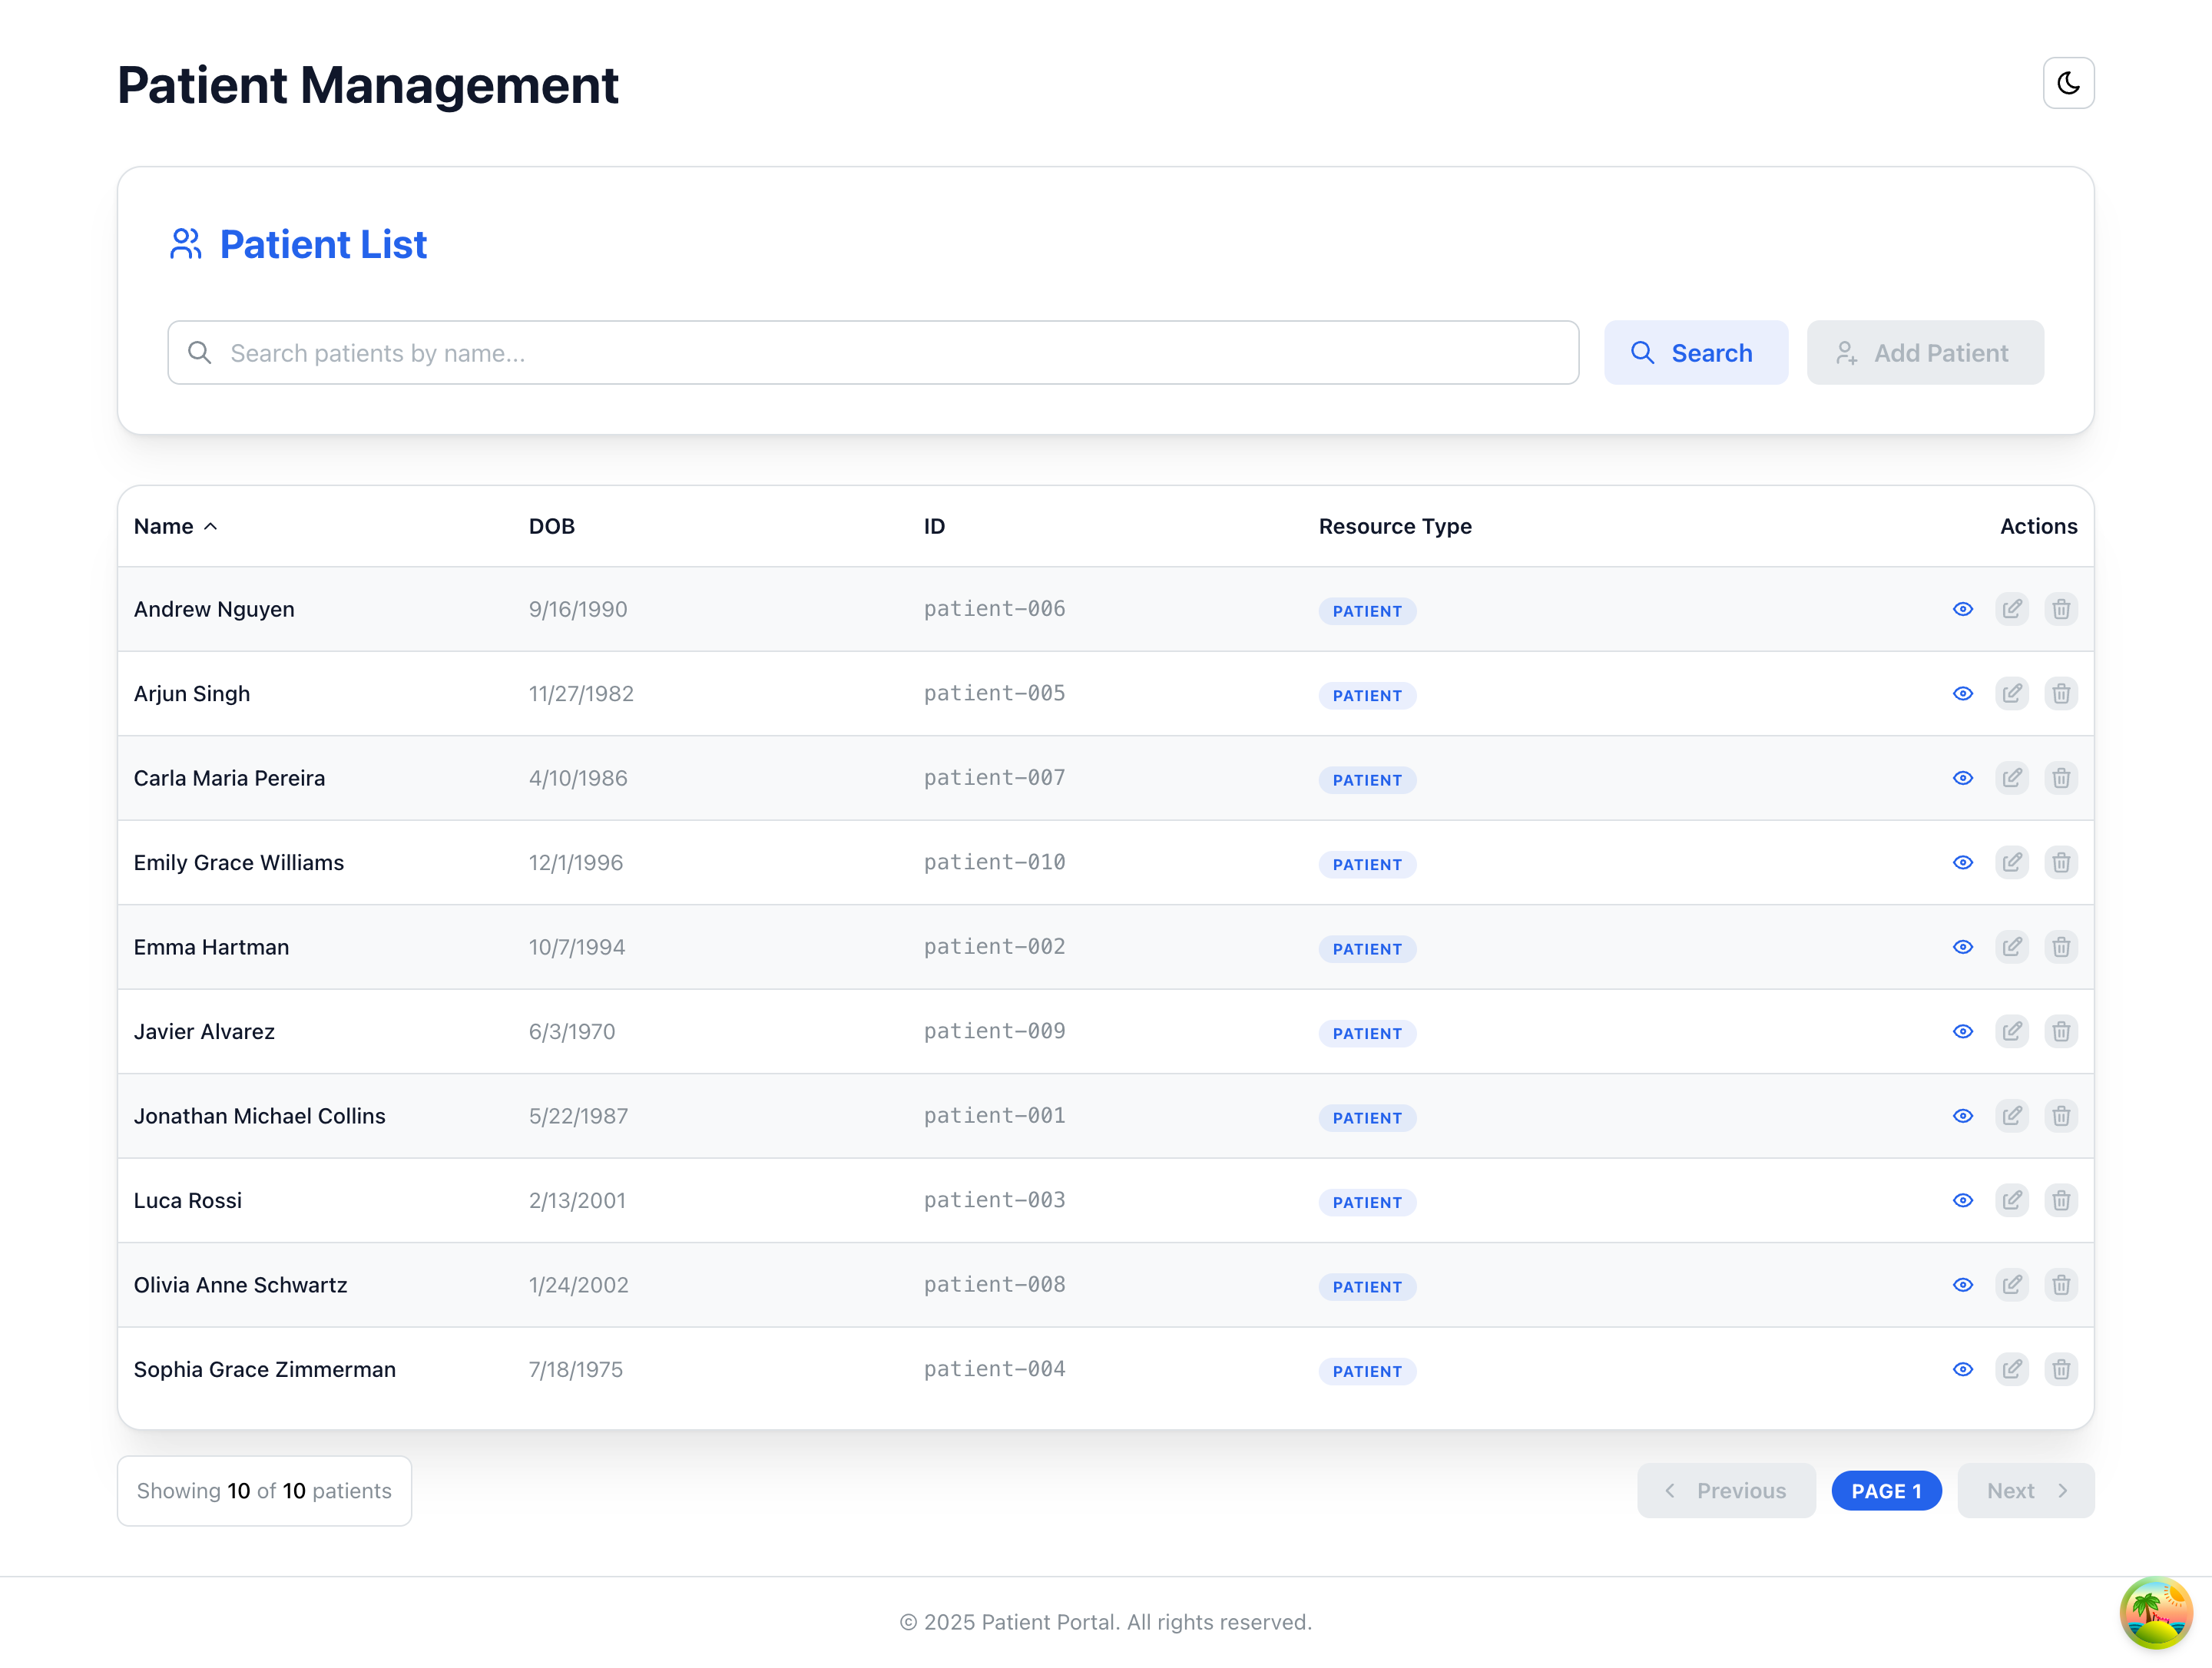 Patient Management
Patient List
Search patients by name...
Search
Add Patient
Name DOB ID Resource Type Actions
Andrew Nguyen 9/16/1990 patient-006 PATIENT
Arjun Singh 11/27/1982 patient-005 PATIENT
Carla Maria Pereira 4/10/1986 patient-007 PATIENT
Emily Grace Williams 12/1/1996 patient-010 PATIENT
Emma Hartman 10/7/1994 patient-002 PATIENT
Javier Alvarez 6/3/1970 patient-009 PATIENT
Jonathan Michael Collins 5/22/1987 patient-001 PATIENT
Luca Rossi 2/13/2001 patient-003 PATIENT
Olivia Anne Schwartz 1/24/2002 patient-008 PATIENT
Sophia Grace Zimmerman 7/18/1975 patient-004 PATIENT
Showing 10 of 10 patients
Previous
PAGE 1
Next
© 2025 Patient Portal. All rights reserved.